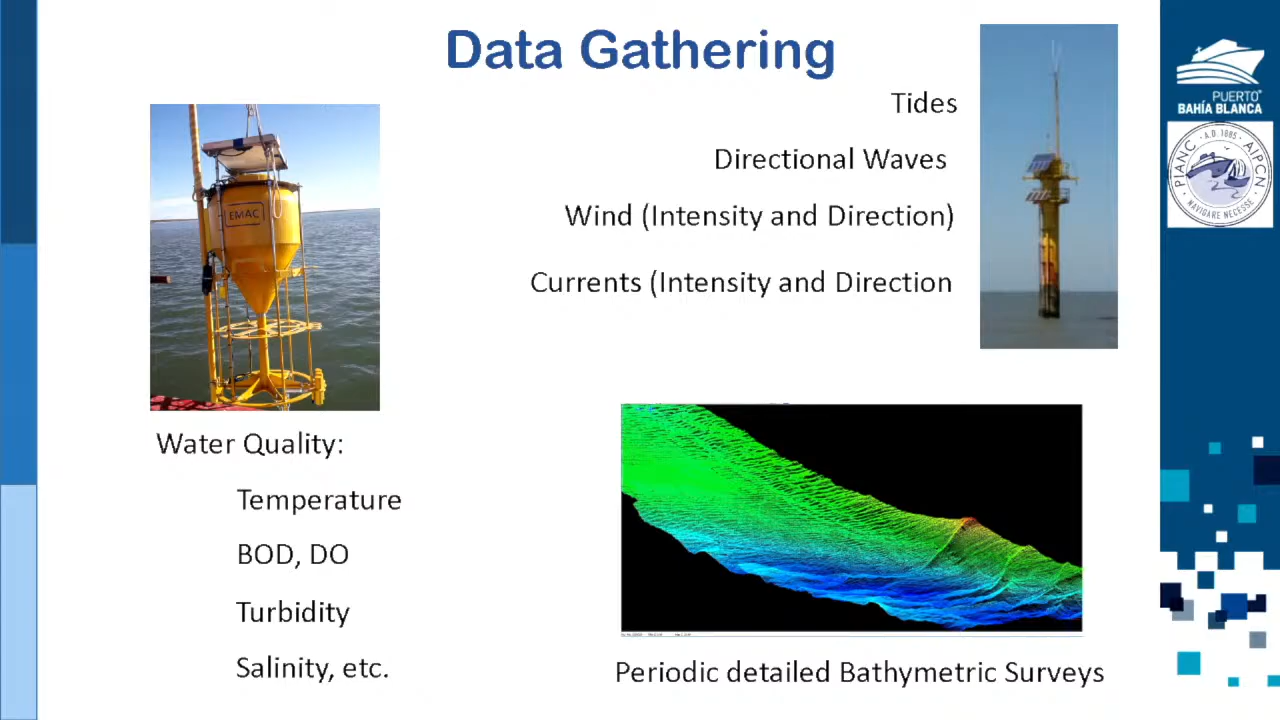 Data Gathering
Tides
Directional Waves
Wind (Intensity and Direction)
Currents (Intensity and Direction
EMAC
Water Quality:
Temperature
BOD, DO
Turbidity
Salinity, etc.
Periodic detailed Bathymetric Surveys
PUERTO
BAHÍA BLANCA
PIANC · A.D. 1885 · AIPCN
NAVIGARE NECESSE